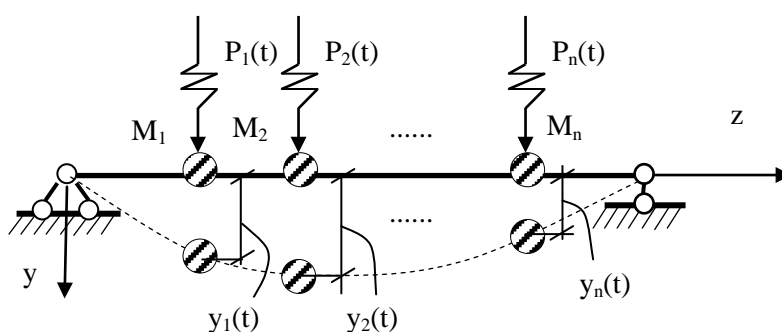 P₁(t) P₂(t) Pₙ(t)
M₁ M₂ ...... Mₙ z
......
y
y₁(t) y₂(t) yₙ(t)